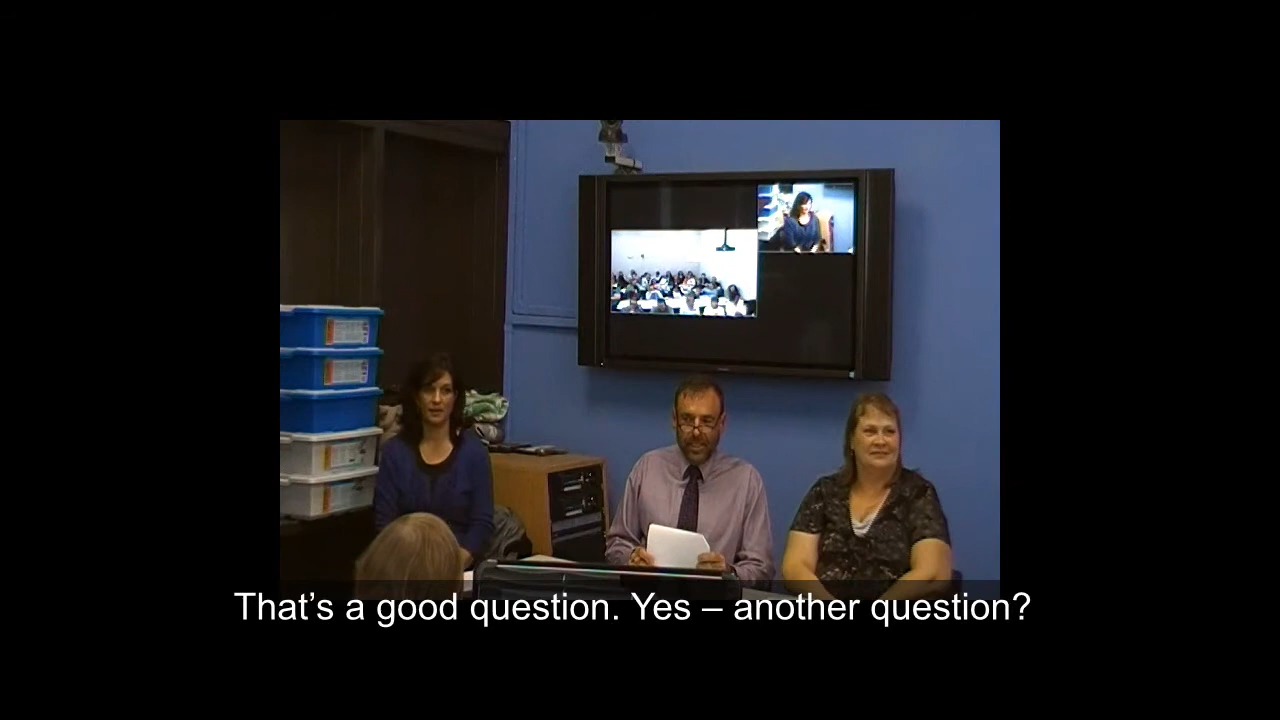 That’s a good question. Yes – another question?